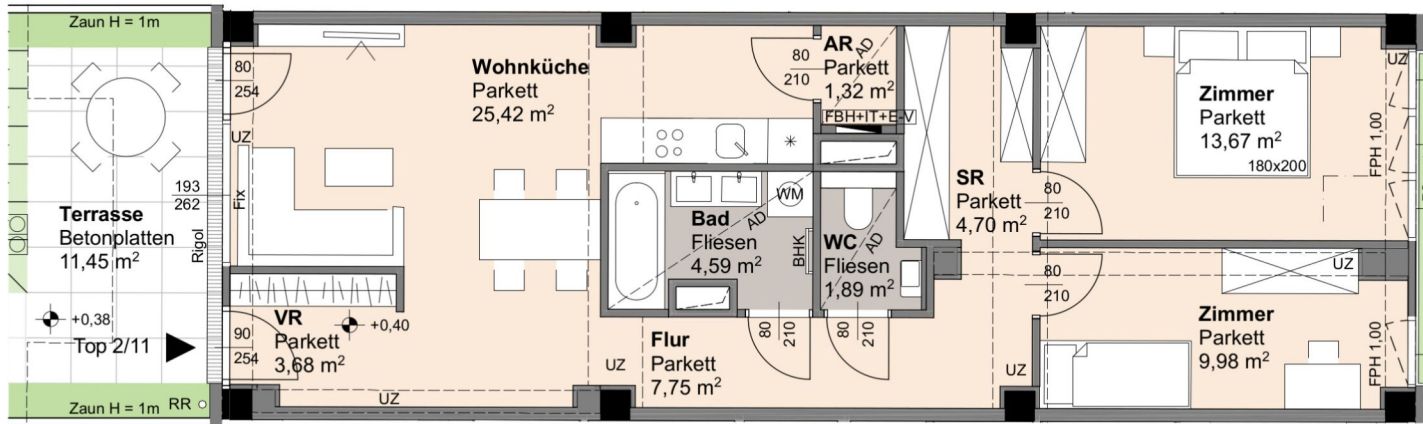 Zaun H = 1m
Terrasse
Betonplatten
11,45 m²
+0,38
Top 2/11
Zaun H = 1m
RR
Rigol
193
262
80
254
UZ
Fix
90
254
VR
Parkett
3,68 m²
+0,40
UZ
Wohnküche
Parkett
25,42 m²
80
210
AR
Parkett
1,32 m²
AD
FBH+IT+E-V
Bad
Fliesen
4,59 m²
AD
WM
BHK
WC
Fliesen
1,89 m²
AD
80
210
80
210
Flur
Parkett
7,75 m²
UZ
UZ
SR
Parkett
4,70 m²
80
210
80
210
Zimmer
Parkett
13,67 m²
180x200
UZ
FPH 1,00
UZ
Zimmer
Parkett
9,98 m²
FPH 1,00